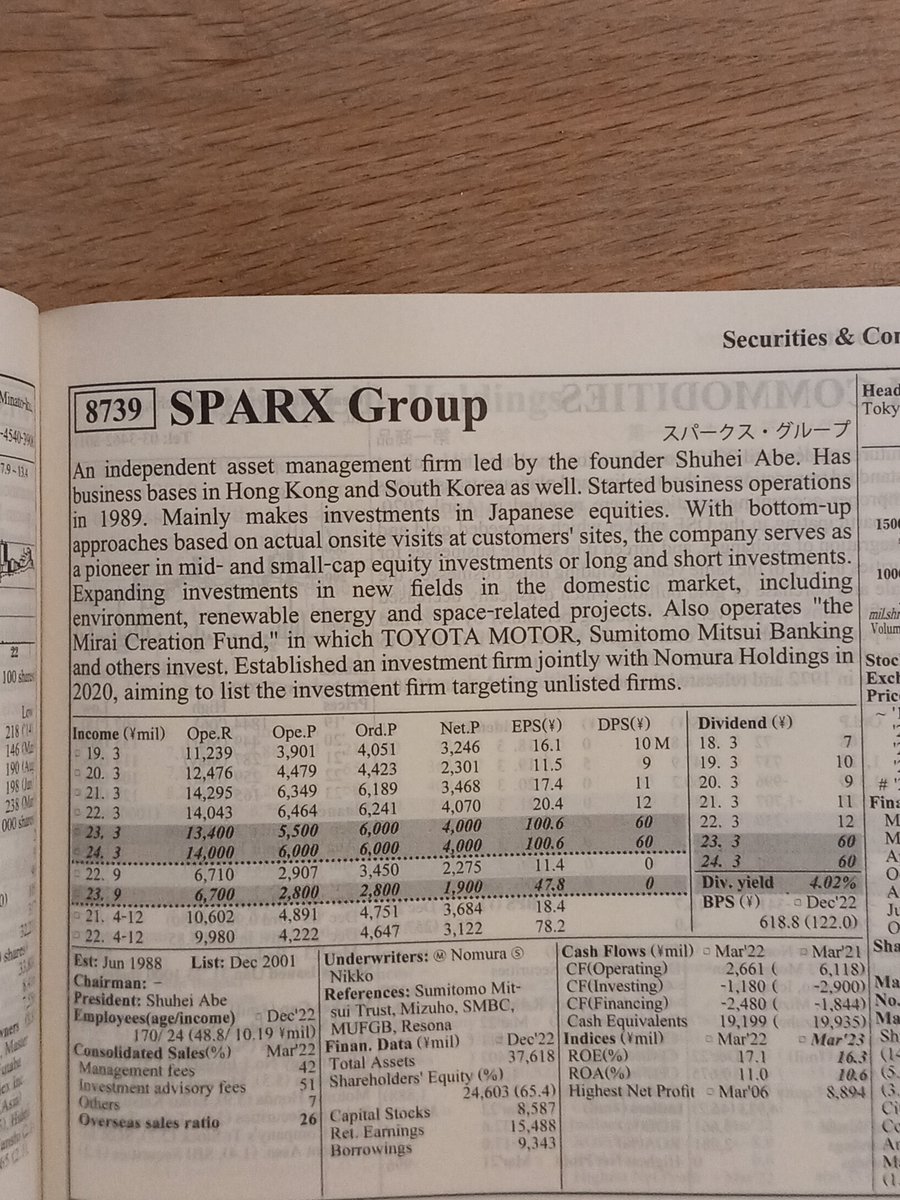 Securities & Co
8739 SPARX Group
スパークス・グループ
An independent asset management firm led by the founder Shuhei Abe. Has
business bases in Hong Kong and South Korea as well. Started business operations
in 1989. Mainly makes investments in Japanese equities. With bottom-up
approaches based on actual onsite visits at customers' sites, the company serves as
a pioneer in mid- and small-cap equity investments or long and short investments.
Expanding investments in new fields in the domestic market, including
environment, renewable energy and space-related projects. Also operates "the
Mirai Creation Fund," in which TOYOTA MOTOR, Sumitomo Mitsui Banking
and others invest. Established an investment firm jointly with Nomura Holdings in
2020, aiming to list the investment firm targeting unlisted firms.
Income (¥mil) Ope.R Ope.P Ord.P Net.P EPS(¥) DPS(¥)
19. 3 11,239 3,901 4,051 3,246 16.1 10 M
20. 3 12,476 4,479 4,423 2,301 11.5 9
21. 3 14,295 6,349 6,189 3,468 17.4 11
22. 3 14,043 6,464 6,241 4,070 20.4 12
23. 3 13,400 5,500 6,000 4,000 100.6 60
24. 3 14,000 6,000 6,000 4,000 100.6 60
22. 9 6,710 2,907 3,450 2,275 11.4 0
23. 9 6,700 2,800 2,800 1,900 47.8 0
21. 4-12 10,602 4,891 4,751 3,684 18.4
22. 4-12 9,980 4,222 4,647 3,122 78.2
Dividend (¥)
18. 3 7
19. 3 10
20. 3 9
21. 3 11
22. 3 12
23. 3 60
24. 3 60
Div. yield 4.02%
BPS (¥) Dec'22
618.8 (122.0)
Est: Jun 1988 List: Dec 2001
Chairman: –
President: Shuhei Abe
Employees(age/income) Dec'22
170/ 24 (48.8/ 10.19 ¥mil)
Consolidated Sales(%) Mar'22
Management fees 42
Investment advisory fees 51
Others 7
Overseas sales ratio 26
Underwriters: Ⓜ Nomura Ⓢ
Nikko
References: Sumitomo Mit-
sui Trust, Mizuho, SMBC,
MUFGB, Resona
Finan. Data (¥mil) Dec'22
Total Assets 37,618
Shareholders' Equity (%)
24,603 (65.4)
Capital Stocks 8,587
Ret. Earnings 15,488
Borrowings 9,343
Cash Flows (¥mil) Mar'22 Mar'21
CF(Operating) 2,661 ( 6,118)
CF(Investing) -1,180 ( -2,900)
CF(Financing) -2,480 ( -1,844)
Cash Equivalents 19,199 ( 19,935)
Indices (¥mil) Mar'22 Mar'23
ROE(%) 17.1 16.3
ROA(%) 11.0 10.6
Highest Net Profit Mar'06 8,894
Head
Toky
1500
1000
mil.shr
Volum
Stoc
Exch
Price